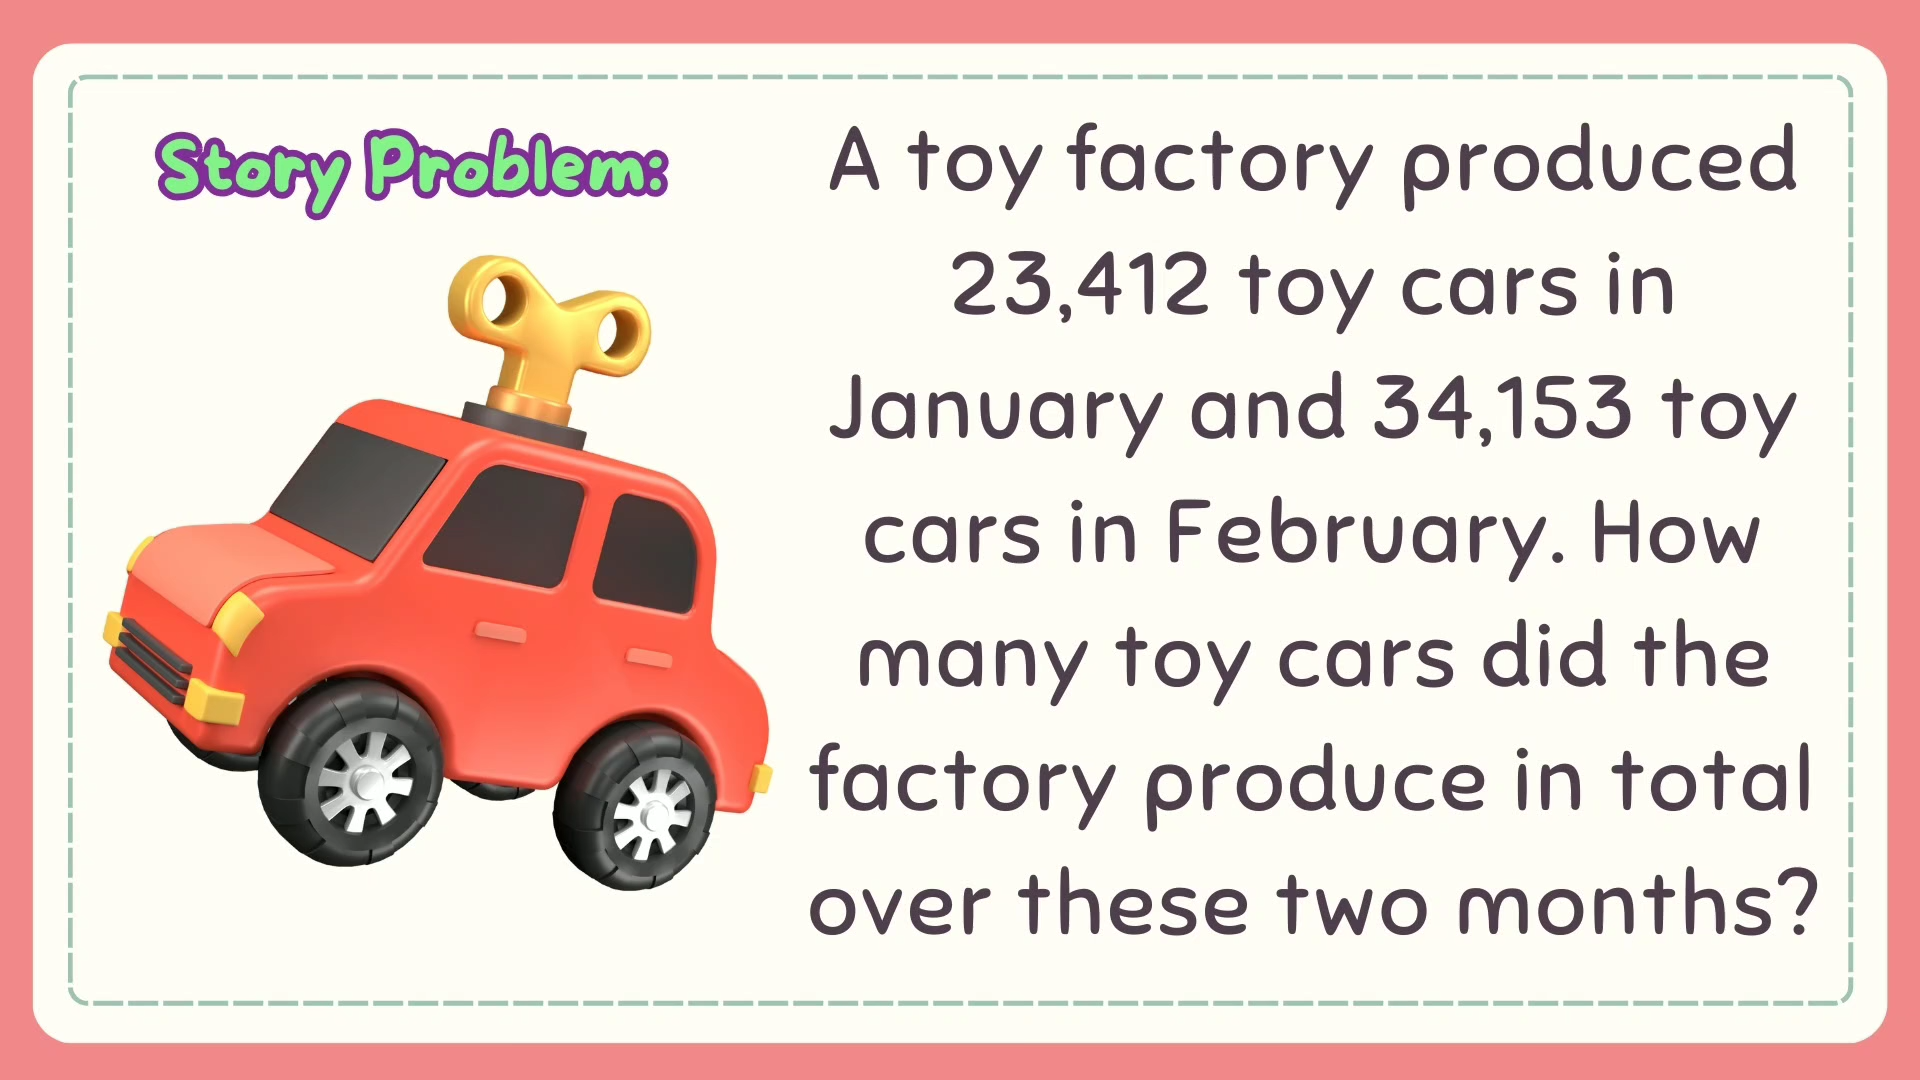 Story Problem:
A toy factory produced
23,412 toy cars in
January and 34,153 toy
cars in February. How
many toy cars did the
factory produce in total
over these two months?